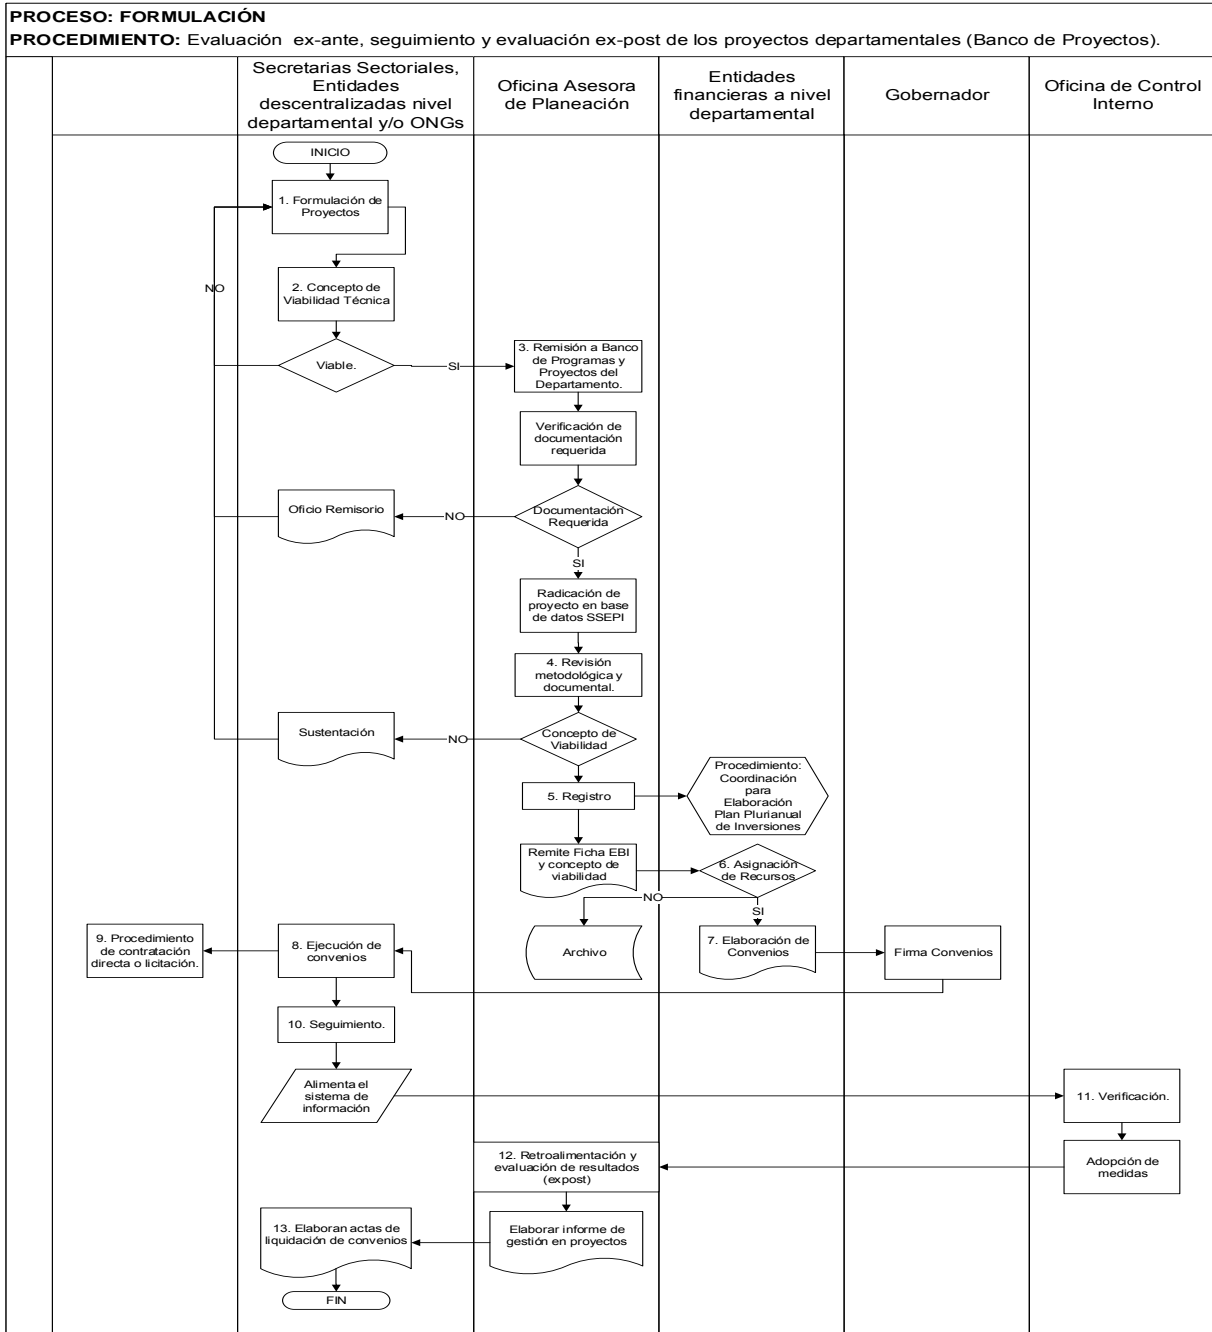 PROCESO: FORMULACIÓN
PROCEDIMIENTO: Evaluación ex-ante, seguimiento y evaluación ex-post de los proyectos departamentales (Banco de Proyectos).
Secretarias Sectoriales,
Entidades
descentralizadas nivel
departamental y/o ONGs
Oficina Asesora
de Planeación
Entidades
financieras a nivel
departamental
Gobernador
Oficina de Control
Interno
INICIO
1. Formulación de
Proyectos
NO
2. Concepto de
Viabilidad Técnica
Viable.
SI
3. Remisión a Banco
de Programas y
Proyectos del
Departamento.
Verificación de
documentación
requerida
Oficio Remisorio
NO
Documentación
Requerida
SI
Radicación de
proyecto en base
de datos SSEPI
4. Revisión
metodológica y
documental.
Sustentación
NO
Concepto de
Viabilidad
5. Registro
Procedimiento:
Coordinación
para
Elaboración
Plan Plurianual
de Inversiones
Remite Ficha EBI
y concepto de
viabilidad
6. Asignación
de Recursos
NO
SI
9. Procedimiento
de contratación
directa o licitación.
8. Ejecución de
convenios
Archivo
7. Elaboración de
Convenios
Firma Convenios
10. Seguimiento.
Alimenta el
sistema de
información
11. Verificación.
12. Retroalimentación y
evaluación de resultados
(expost)
Adopción de
medidas
13. Elaboran actas de
liquidación de convenios
Elaborar informe de
gestión en proyectos
FIN